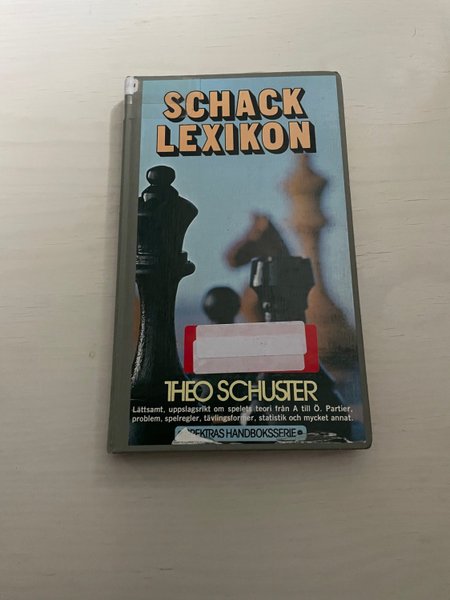 SCHACK
LEXIKON
THEO SCHUSTER
Lättsamt, uppslagsrikt om spelets teori från A till Ö. Partier,
problem, spelregler, tävlingsformer, statistik och mycket annat.
HANDBOKSSERIE